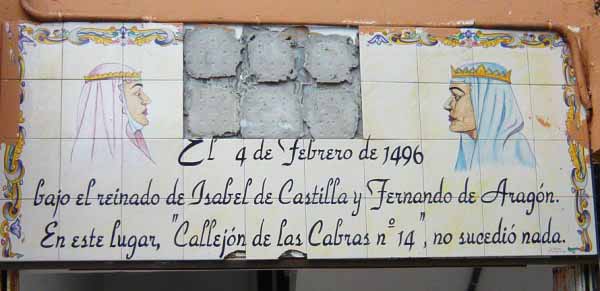 El 4 de Febrero de 1496
bajo el reinado de Isabel de Castilla y Fernando de Aragón.
En este lugar, "Callejón de las Cabras nº 14", no sucedió nada.